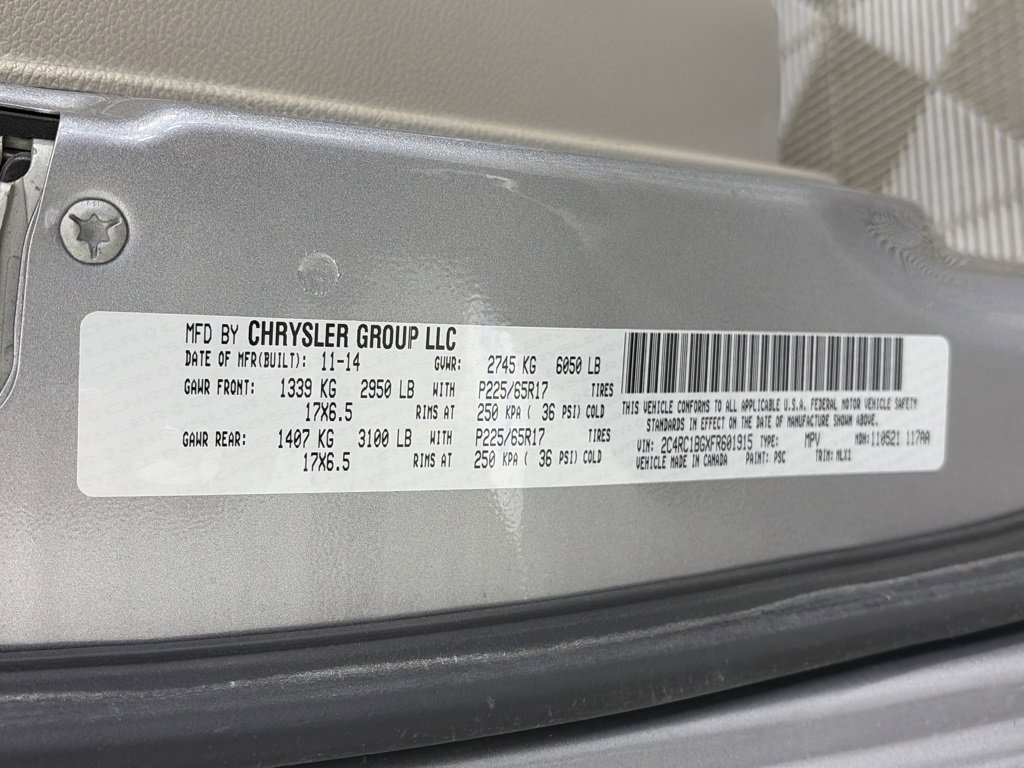 MFD BY CHRYSLER GROUP LLC
DATE OF MFR(BUILT): 11-14 GVWR: 2745 KG 6050 LB
GAWR FRONT: 1339 KG 2950 LB WITH P225/65R17 TIRES
17X6.5 RIMS AT 250 KPA ( 36 PSI) COLD
GAWR REAR: 1407 KG 3100 LB WITH P225/65R17 TIRES
17X6.5 RIMS AT 250 KPA ( 36 PSI) COLD
THIS VEHICLE CONFORMS TO ALL APPLICABLE U.S.A. FEDERAL MOTOR VEHICLE SAFETY
STANDARDS IN EFFECT ON THE DATE OF MANUFACTURE SHOWN ABOVE.
VIN: 2C4RC1BGXFR601915 TYPE: MPV MDH: 110521 117AA
VEHICLE MADE IN CANADA PAINT: PSC TRIM: MLX1